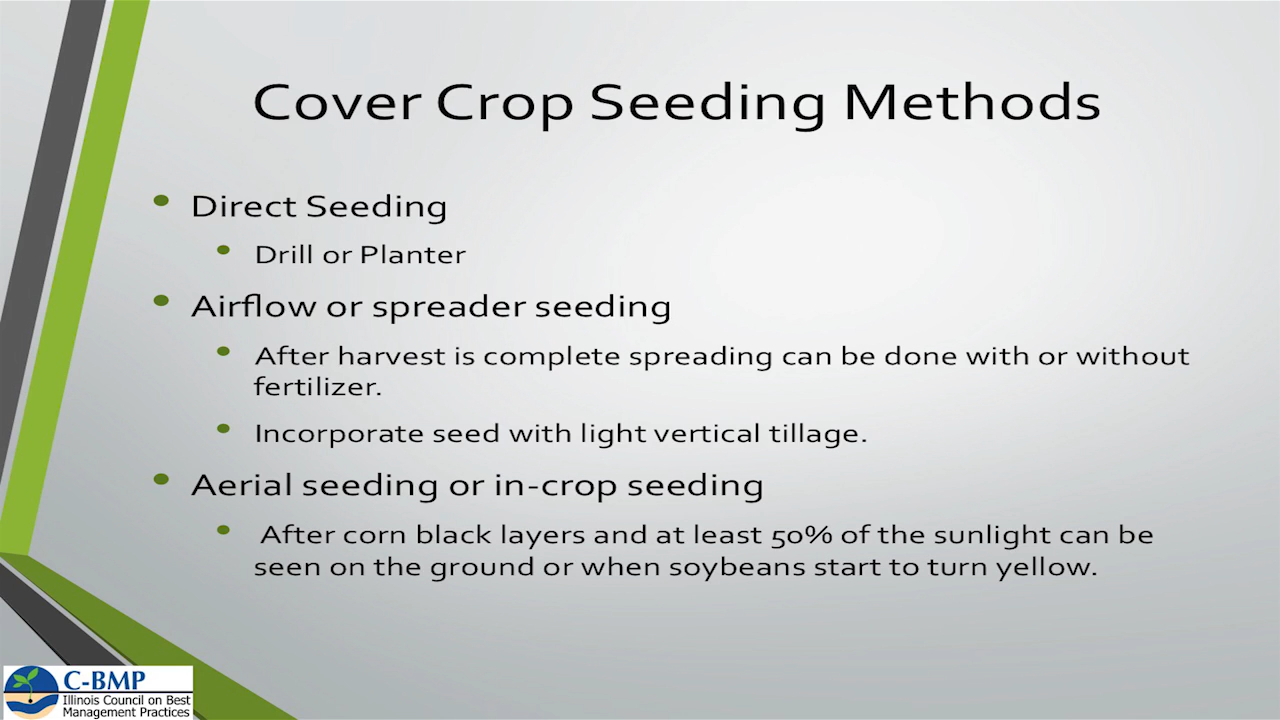 Cover Crop Seeding Methods
• Direct Seeding
• Drill or Planter
• Airflow or spreader seeding
• After harvest is complete spreading can be done with or without
fertilizer.
• Incorporate seed with light vertical tillage.
• Aerial seeding or in-crop seeding
• After corn black layers and at least 50% of the sunlight can be
seen on the ground or when soybeans start to turn yellow.
C-BMP
Illinois Council on Best
Management Practices